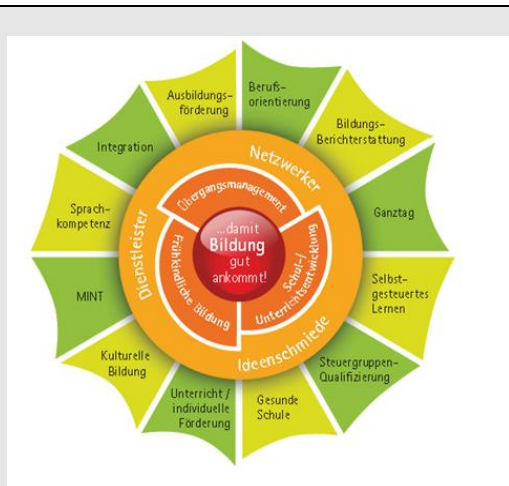 Berufs-
orientierung
Bildungs-
Berichterstattung
Ganztag
Selbst-
gesteuertes
Lernen
Steuergruppen-
Qualifizierung
Gesunde
Schule
Unterricht /
individuelle
Förderung
Kulturelle
Bildung
MINT
Sprach-
kompetenz
Integration
Ausbildungs-
förderung
Netzwerker
Ideenschmiede
Dienstleister
Übergangsmanagement
Schul-/
Unterrichtsentwicklung
Frühkindliche Bildung
...damit
Bildung
gut
ankommt!